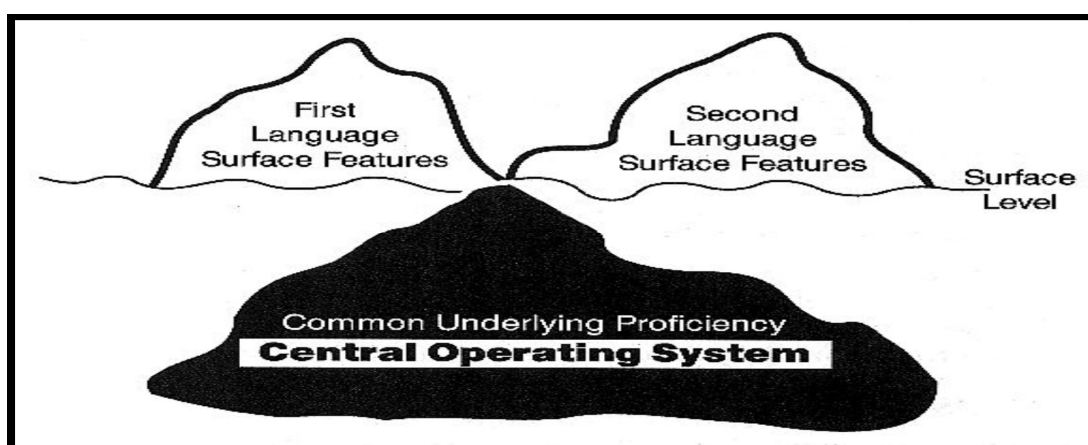 First
Language
Surface Features
Second
Language
Surface Features
Surface
Level
Common Underlying Proficiency
Central Operating System